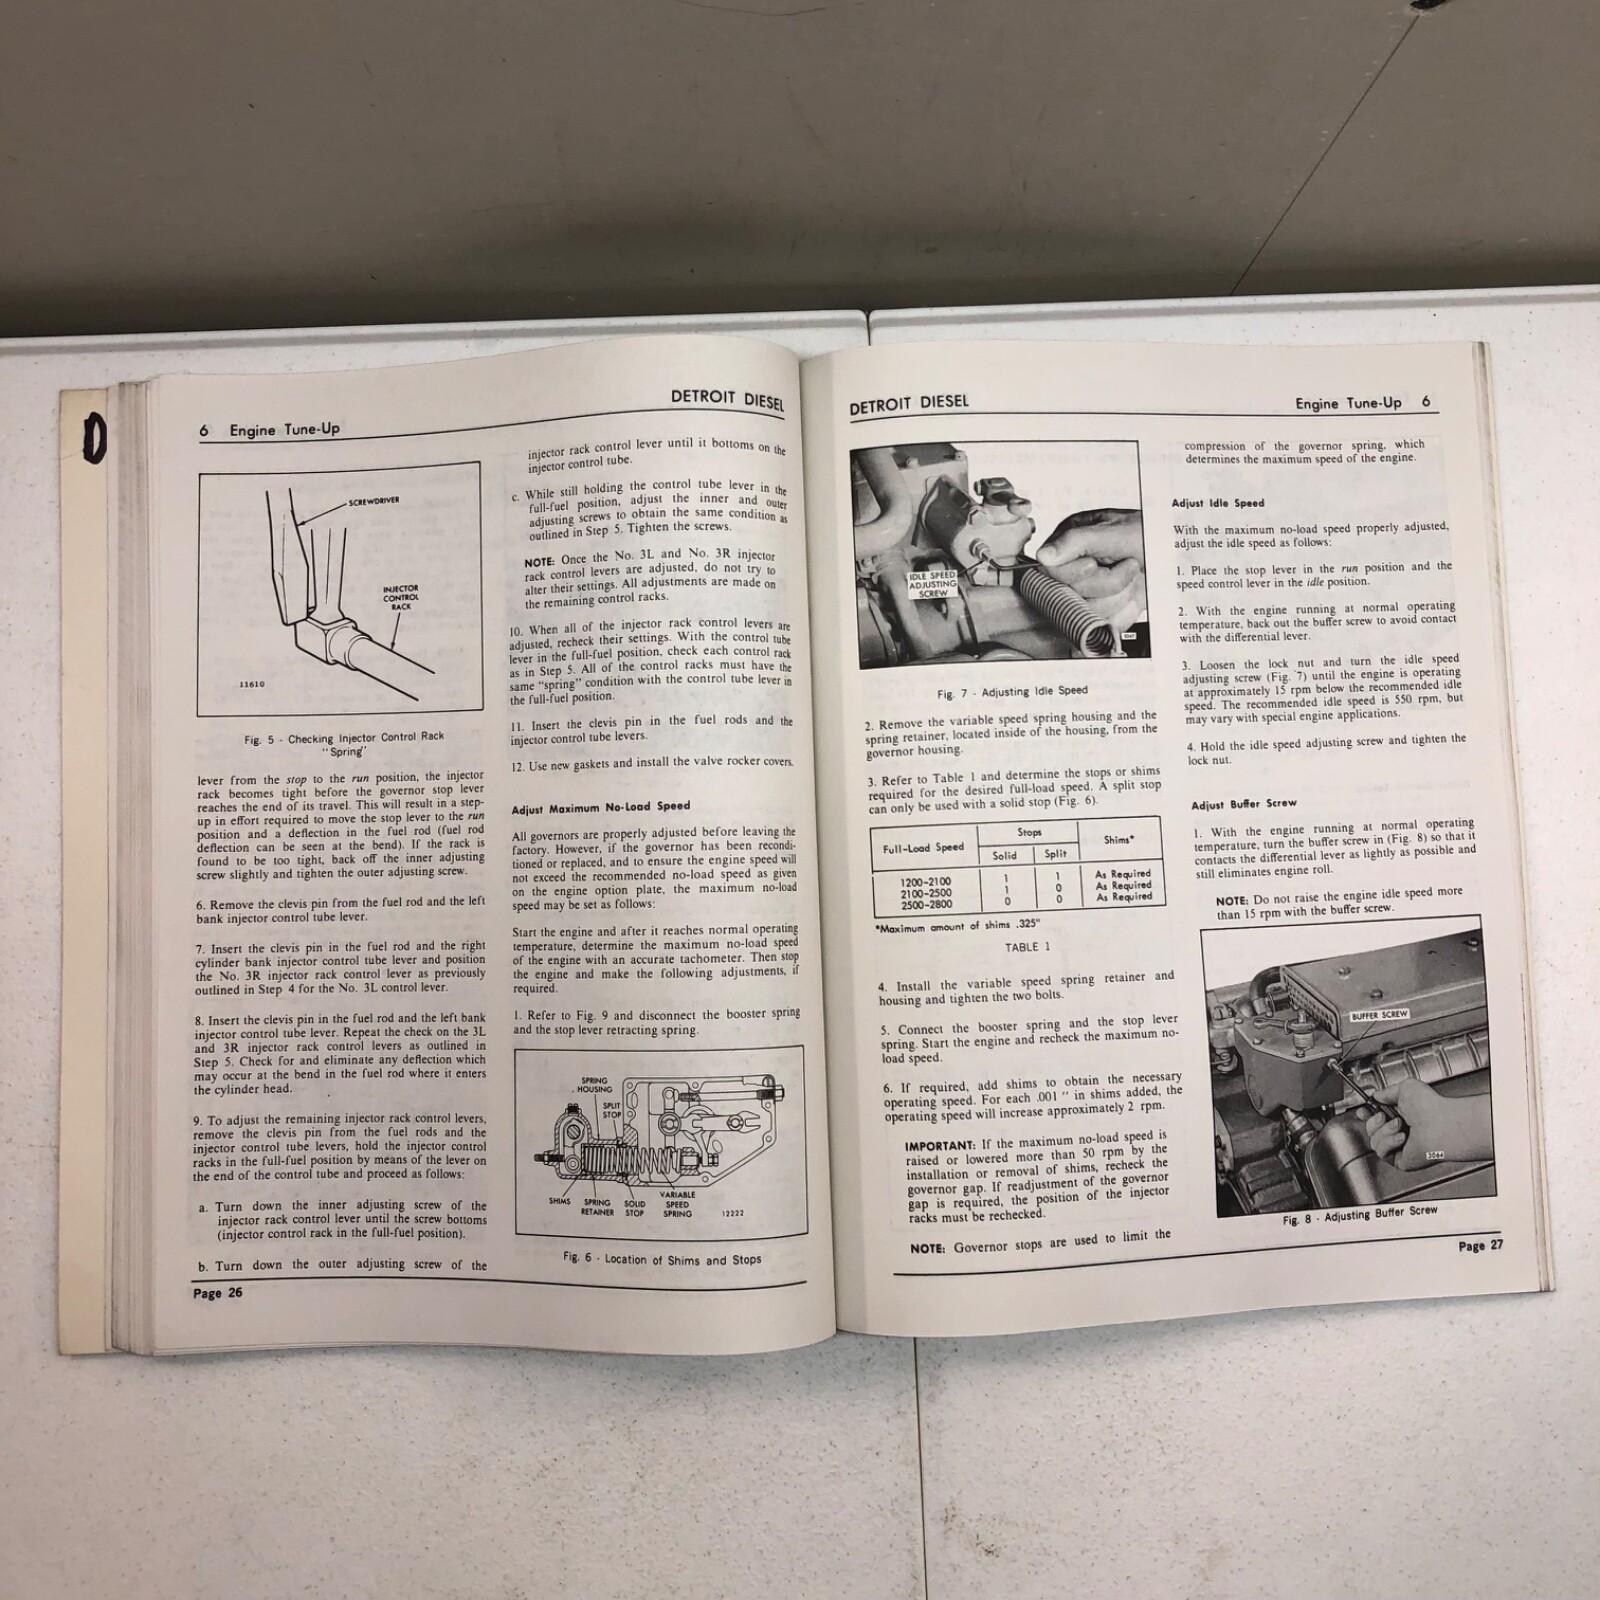 D
6 Engine Tune-Up
DETROIT DIESEL
SCREWDRIVER
INJECTOR
CONTROL
RACK
11610
Fig. 5 - Checking Injector Control Rack
"Spring"
lever from the stop to the run position, the injector
rack becomes tight before the governor stop lever
reaches the end of its travel. This will result in a step-
up in effort required to move the stop lever to the run
position and a deflection in the fuel rod (fuel rod
deflection can be seen at the bend). If the rack is
found to be too tight, back off the inner adjusting
screw slightly and tighten the outer adjusting screw.
6. Remove the clevis pin from the fuel rod and the left
bank injector control tube lever.
7. Insert the clevis pin in the fuel rod and the right
cylinder bank injector control tube lever and position
the No. 3R injector rack control lever as previously
outlined in Step 4 for the No. 3L control lever.
8. Insert the clevis pin in the fuel rod and the left bank
injector control tube lever. Repeat the check on the 3L
and 3R injector rack control levers as outlined in
Step 5. Check for and eliminate any deflection which
may occur at the bend in the fuel rod where it enters
the cylinder head.
9. To adjust the remaining injector rack control levers,
remove the clevis pin from the fuel rods and the
injector control tube levers, hold the injector control
racks in the full-fuel position by means of the lever on
the end of the control tube and proceed as follows:
a. Turn down the inner adjusting screw of the
injector rack control lever until the screw bottoms
(injector control rack in the full-fuel position).
b. Turn down the outer adjusting screw of the
injector rack control lever until it bottoms on the
injector control tube.
c. While still holding the control tube lever in the
full-fuel position, adjust the inner and outer
adjusting screws to obtain the same condition as
outlined in Step 5. Tighten the screws.
NOTE: Once the No. 3L and No. 3R injector
rack control levers are adjusted, do not try to
alter their settings. All adjustments are made on
the remaining control racks.
10. When all of the injector rack control levers are
adjusted, recheck their settings. With the control tube
lever in the full-fuel position, check each control rack
as in Step 5. All of the control racks must have the
same "spring" condition with the control tube lever in
the full-fuel position.
11. Insert the clevis pin in the fuel rods and the
injector control tube levers.
12. Use new gaskets and install the valve rocker covers.
Adjust Maximum No-Load Speed
All governors are properly adjusted before leaving the
factory. However, if the governor has been recondi-
tioned or replaced, and to ensure the engine speed will
not exceed the recommended no-load speed as given
on the engine option plate, the maximum no-load
speed may be set as follows:
Start the engine and after it reaches normal operating
temperature, determine the maximum no-load speed
of the engine with an accurate tachometer. Then stop
the engine and make the following adjustments, if
required.
1. Refer to Fig. 9 and disconnect the booster spring
and the stop lever retracting spring.
SPRING
HOUSING
SPLIT
STOP
SHIMS
SPRING
RETAINER
SOLID
STOP
VARIABLE
SPEED
SPRING
12222
Fig. 6 - Location of Shims and Stops
Page 26
DETROIT DIESEL
Engine Tune-Up 6
IDLE SPEED
ADJUSTING
SCREW
Fig. 7 - Adjusting Idle Speed
2. Remove the variable speed spring housing and the
spring retainer, located inside of the housing, from the
governor housing.
3. Refer to Table 1 and determine the stops or shims
required for the desired full-load speed. A split stop
can only be used with a solid stop (Fig. 6).
Full-Load Speed Stops Shims*
Solid Split
1200-2100 1 1 As Required
2100-2500 1 0 As Required
2500-2800 0 0 As Required
*Maximum amount of shims .325"
TABLE 1
4. Install the variable speed spring retainer and
housing and tighten the two bolts.
5. Connect the booster spring and the stop lever
spring. Start the engine and recheck the maximum no-
load speed.
6. If required, add shims to obtain the necessary
operating speed. For each .001 " in shims added, the
operating speed will increase approximately 2 rpm.
IMPORTANT: If the maximum no-load speed is
raised or lowered more than 50 rpm by the
installation or removal of shims, recheck the
governor gap. If readjustment of the governor
gap is required, the position of the injector
racks must be rechecked.
NOTE: Governor stops are used to limit the
compression of the governor spring, which
determines the maximum speed of the engine.
Adjust Idle Speed
With the maximum no-load speed properly adjusted,
adjust the idle speed as follows:
1. Place the stop lever in the run position and the
speed control lever in the idle position.
2. With the engine running at normal operating
temperature, back out the buffer screw to avoid contact
with the differential lever.
3. Loosen the lock nut and turn the idle speed
adjusting screw (Fig. 7) until the engine is operating
at approximately 15 rpm below the recommended idle
speed. The recommended idle speed is 550 rpm, but
may vary with special engine applications.
4. Hold the idle speed adjusting screw and tighten the
lock nut.
Adjust Buffer Screw
1. With the engine running at normal operating
temperature, turn the buffer screw in (Fig. 8) so that it
contacts the differential lever as lightly as possible and
still eliminates engine roll.
NOTE: Do not raise the engine idle speed more
than 15 rpm with the buffer screw.
BUFFER SCREW
3044
Fig. 8 - Adjusting Buffer Screw
Page 27